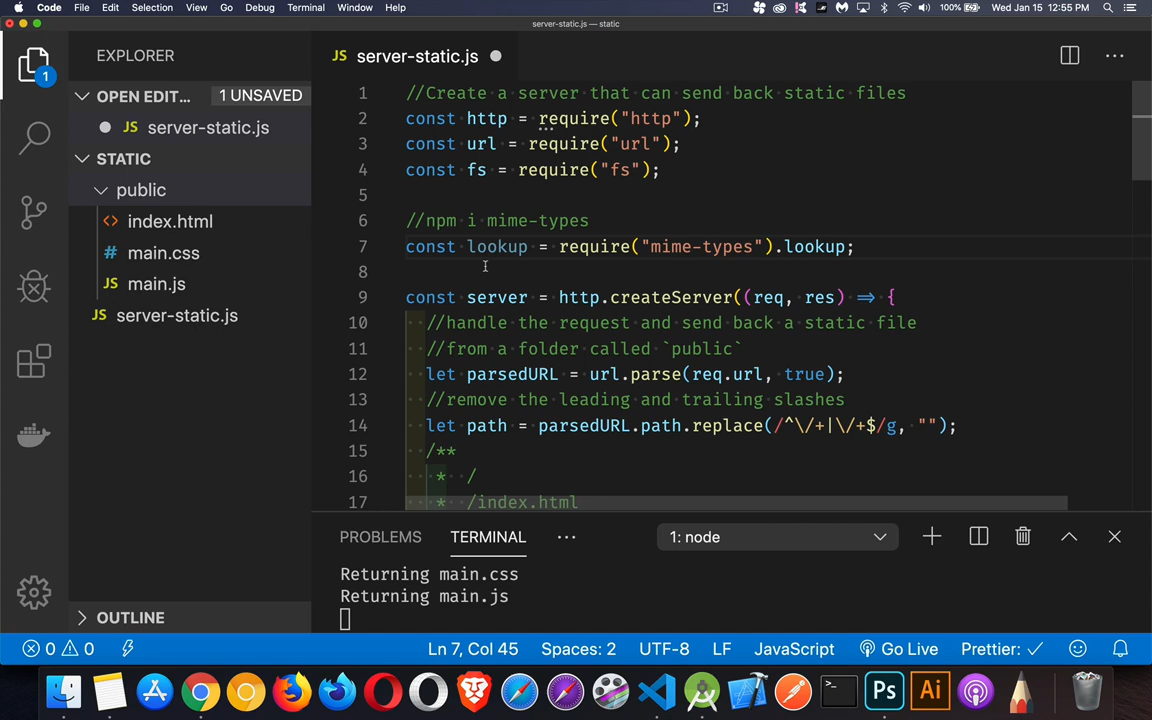 Code File Edit Selection View Go Debug Terminal Window Help 100% Wed Jan 15 12:55 PM
server-static.js — static
EXPLORER
JS server-static.js
1
OPEN EDIT... 1 UNSAVED
JS server-static.js
STATIC
public
index.html
# main.css
JS main.js
JS server-static.js
OUTLINE
1 //Create a server that can send back static files
2 const http = require("http");
3 const url = require("url");
4 const fs = require("fs");
5
6 //npm i mime-types
7 const lookup = require("mime-types").lookup;
8
9 const server = http.createServer((req, res) => {
10 //handle the request and send back a static file
11 //from a folder called `public`
12 let parsedURL = url.parse(req.url, true);
13 //remove the leading and trailing slashes
14 let path = parsedURL.path.replace(/^\/+|\/+$/g, "");
15 /**
16 * /
17 * /index.html
PROBLEMS TERMINAL ... 1: node
Returning main.css
Returning main.js
0 0 Ln 7, Col 45 Spaces: 2 UTF-8 LF JavaScript Go Live Prettier: ✓
>_ Ps Ai